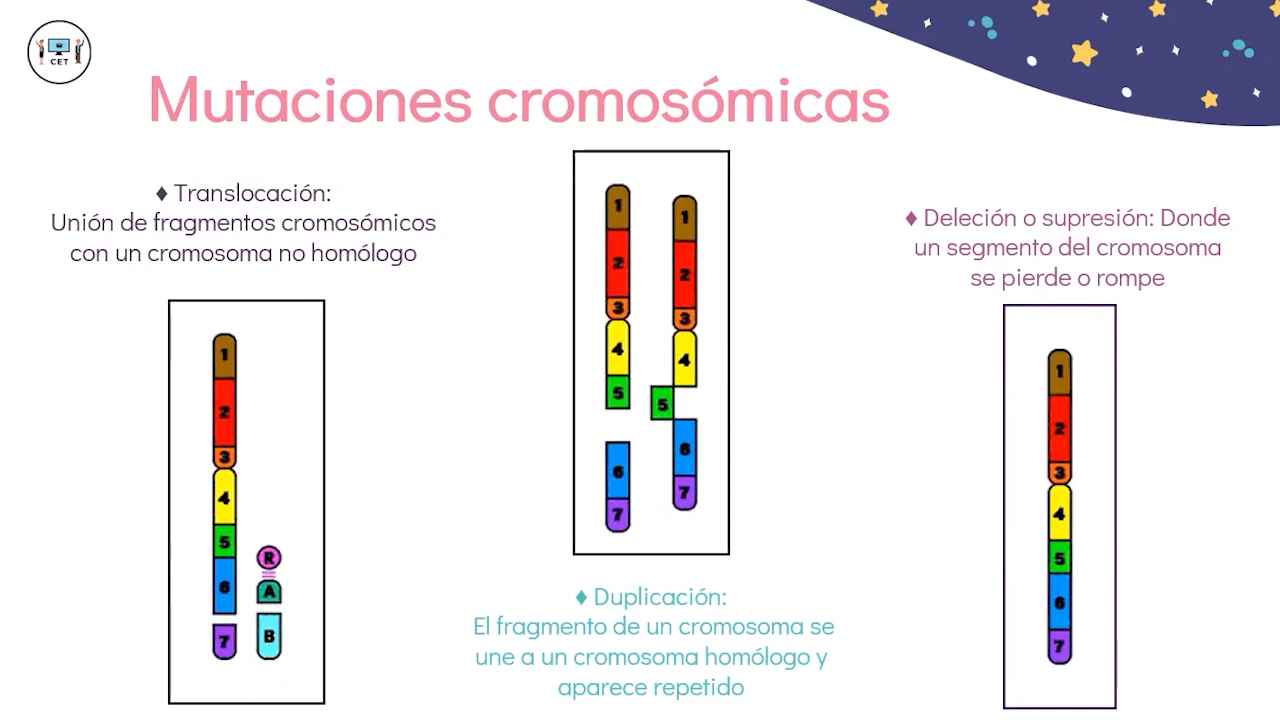 CET
Mutaciones cromosómicas
♦ Translocación:
Unión de fragmentos cromosómicos
con un cromosoma no homólogo
1
2
3
4
5
6
7
R
A
B
1
2
3
4
5
6
7
1
2
3
4
5
6
7
♦ Duplicación:
El fragmento de un cromosoma se
une a un cromosoma homólogo y
aparece repetido
♦ Deleción o supresión: Donde
un segmento del cromosoma
se pierde o rompe
1
2
3
4
5
6
7